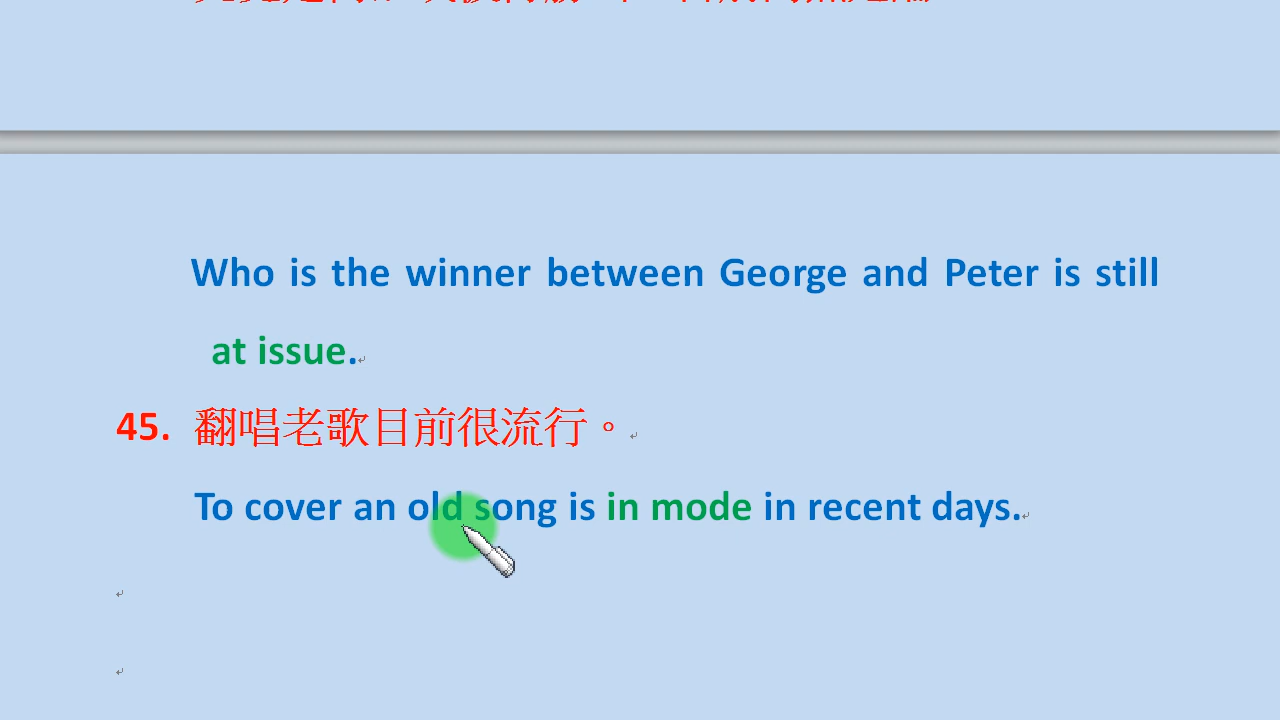 Who is the winner between George and Peter is still
at issue.
45. 翻唱老歌目前很流行。
To cover an old song is in mode in recent days.